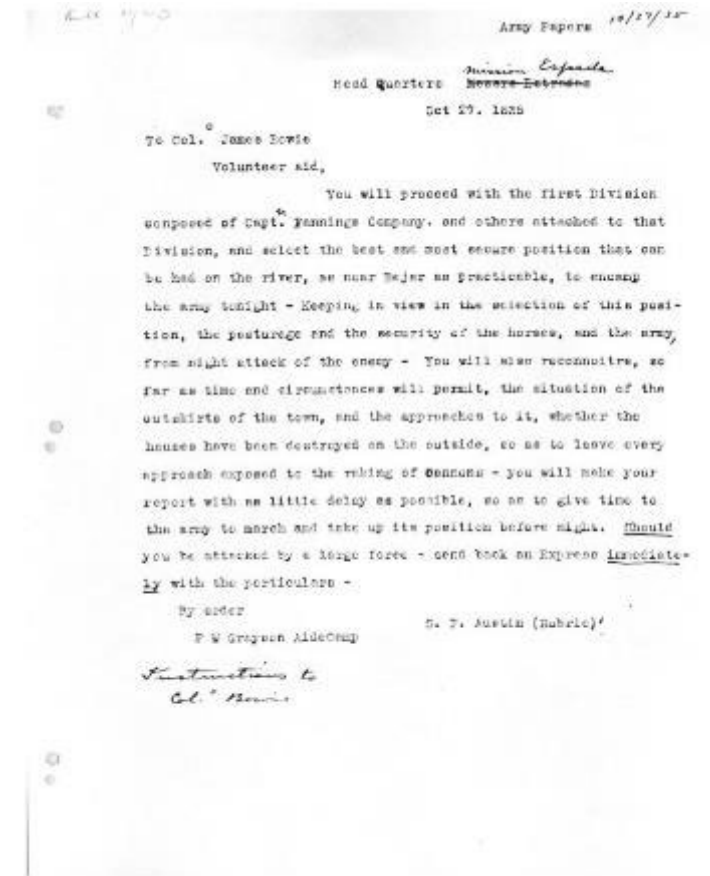 Army Papers 10/27/35
Mission Espada
Head Quarters
Oct 27. 1835
To Col.º James Bowie
Volunteer aid,
You will proceed with the first Division
composed of Capt. Fannings Company. and others attached to that
Division, and select the best and most secure position that can
be had on the river, as near Bejar as practicable, to encamp
the army tonight - Keeping in view in the selection of this posi-
tion, the pasturage and the security of the horses, and the army,
from night attack of the enemy - You will also reconnoitre, so
far as time and circumstances will permit, the situation of the
outskirts of the town, and the approaches to it, whether the
houses have been destroyed on the outside, so as to leave every
approach exposed to the raking of Cannons - you will make your
report with as little delay as possible, so as to give time to
the army to march and take up its position before night. Should
you be attacked by a large force - send back an Express immediate-
ly with the particulars -
By order
S. F. Austin (Rubric)
P W Grayson AideCamp
Instructions to
Col.º Bowie